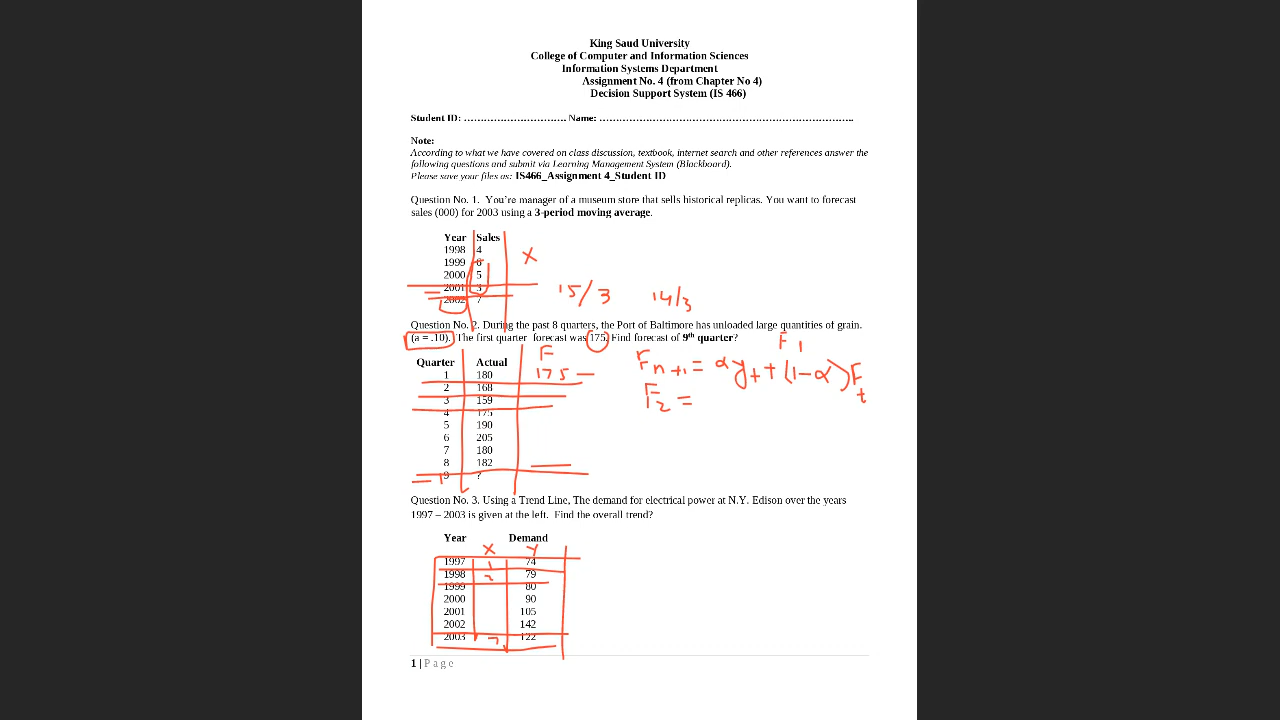 King Saud University
College of Computer and Information Sciences
Information Systems Department
Assignment No. 4 (from Chapter No 4)
Decision Support System (IS 466)
Student ID: ………………………… Name: …………………………………………………………………
Note:
According to what we have covered on class discussion, textbook, internet search and other references answer the
following questions and submit via Learning Management System (Blackboard).
Please save your files as: IS466_Assignment 4_Student ID
Question No. 1. You're manager of a museum store that sells historical replicas. You want to forecast
sales (000) for 2003 using a 3-period moving average.
Year Sales
1998 4
1999 6 X
2000 5
2001 3 15/3 14/3
2002 7
Question No. 2. During the past 8 quarters, the Port of Baltimore has unloaded large quantities of grain.
(a = .10). The first quarter forecast was 175. Find forecast of 9th quarter?
F1
Quarter Actual F
1 180 175 – Fn+1 = αyt + (1-α)Ft
2 168 F2 =
3 159
4 175
5 190
6 205
7 180
8 182
9 ?
Question No. 3. Using a Trend Line, The demand for electrical power at N.Y. Edison over the years
1997 – 2003 is given at the left. Find the overall trend?
Year Demand
X Y
1997 1 74
1998 2 79
1999 80
2000 90
2001 105
2002 142
2003 7 122
1 | Page